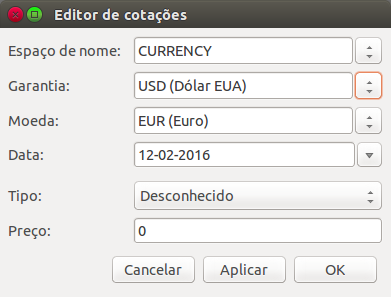 Editor de cotações
Espaço de nome: CURRENCY
Garantia: USD (Dólar EUA)
Moeda: EUR (Euro)
Data: 12-02-2016
Tipo: Desconhecido
Preço: 0
Cancelar Aplicar OK